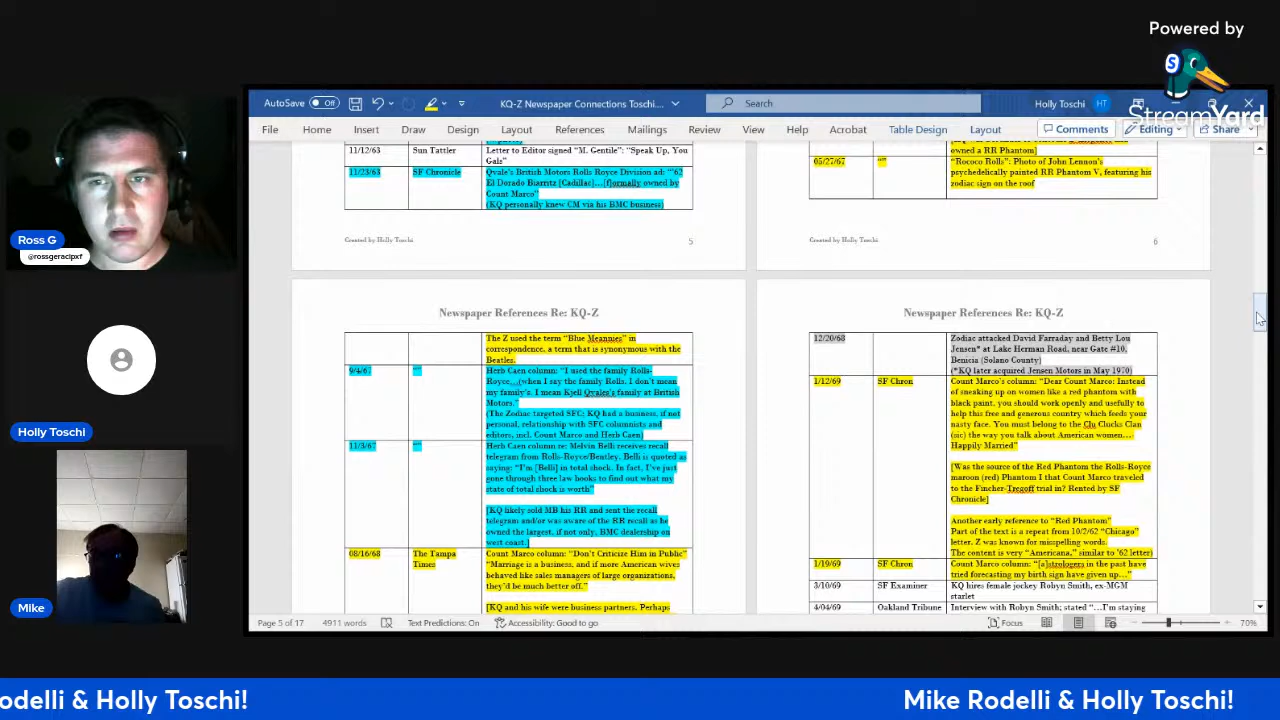 Powered by
S
StreamYard
Ross G
@rossgeracipxf
Holly Toschi
Mike
AutoSave Off
KQ-Z Newspaper Connections Toschi....
Search
Holly Toschi HT
File Home Insert Draw Design Layout References Mailings Review View Help Acrobat Table Design Layout
Comments Editing Share
11/12/63 Sun Tattler Letter to Editor signed "M. Gentile": "Speak Up, You
Gals"
11/23/63 SF Chronicle Qvale's British Motors Rolls Royce Division ad: "'62
El Dorado Biarritz [Cadillac]…[f]ormally owned by
Count Marco"
(KQ personally knew CM via his BMC business)
Created by Holly Toschi 5
owned a RR Phantom]
05/27/67 "" "Rococo Rolls": Photo of John Lennon's
psychedelically painted RR Phantom V, featuring his
zodiac sign on the roof
Created by Holly Toschi 6
Newspaper References Re: KQ-Z
The Z used the term "Blue Meannies" in
correspondence, a term that is synonymous with the
Beatles.
9/4/67 "" Herb Caen column: "I used the family Rolls-
Royce…(when I say the family Rolls, I don't mean
my family's. I mean Kjell Qvales's family at British
Motors."
(The Zodiac targeted SFC; KQ had a business, if not
personal, relationship with SFC columnists and
editors, incl. Count Marco and Herb Caen)
11/3/67 "" Herb Caen column re: Melvin Belli receives recall
telegram from Rolls-Royce/Bentley. Belli is quoted as
saying: "I'm [Belli] in total shock. In fact, I've just
gone through three law books to find out what my
state of total shock is worth"
[KQ likely sold MB his RR and sent the recall
telegram and/or was aware of the RR recall as he
owned the largest, if not only, BMC dealership on
west coast.]
08/16/68 The Tampa Times Count Marco column: "Don't Criticize Him in Public"
"Marriage is a business, and if more American wives
behaved like sales managers of large organizations,
they'd be much better off."
[KQ and his wife were business partners. Perhaps
Newspaper References Re: KQ-Z
12/20/68 Zodiac attacked David Farraday and Betty Lou
Jensen* at Lake Herman Road, near Gate #10,
Benicia (Solano County)
(*KQ later acquired Jensen Motors in May 1970)
1/12/69 SF Chron Count Marco's column: "Dear Count Marco: Instead
of sneaking up on women like a red phantom with
black paint, you should work openly and usefully to
help this free and generous country which feeds your
nasty face. You must belong to the Clu Clucks Clan
(sic) the way you talk about American women…-
Happily Married"
[Was the source of the Red Phantom the Rolls-Royce
maroon (red) Phantom I that Count Marco traveled
to the Fincher-Tregoff trial in? Rented by SF
Chronicle]
Another early reference to "Red Phantom"
Part of the text is a repeat from 10/2/62 "Chicago"
letter. Z was known for misspelling words.
The content is very "Americana," similar to '62 letter)
1/19/69 SF Chron Count Marco column: "[a]strologers in the past have
tried forecasting my birth sign have given up…"
3/10/69 SF Examiner KQ hires female jockey Robyn Smith, ex-MGM
starlet
4/04/69 Oakland Tribune Interview with Robyn Smith; stated "…I'm staying
Page 5 of 17 4911 words Text Predictions: On Accessibility: Good to go Focus 70%
odelli & Holly Toschi! Mike Rodelli & Holly Toschi!